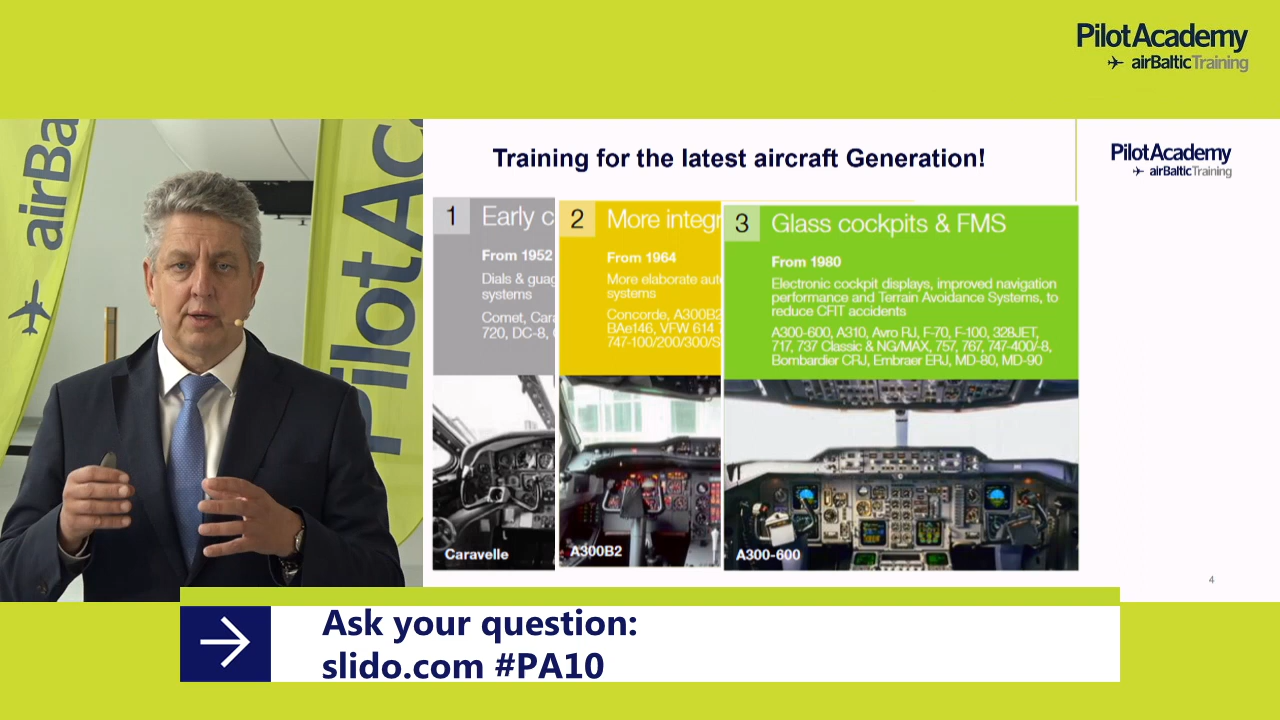 PilotAcademy
airBalticTraining
airBa
PilotAc
Training for the latest aircraft Generation!
PilotAcademy
airBalticTraining
1 Early c
From 1952
Dials & guag
systems
Comet, Cara
720, DC-8,
Caravelle
2 More integr
From 1964
More elaborate aut
systems
Concorde, A300B2
BAe146, VFW 614
747-100/200/300/S
A300B2
3 Glass cockpits & FMS
From 1980
Electronic cockpit displays, improved navigation
performance and Terrain Avoidance Systems, to
reduce CFIT accidents
A300-600, A310, Avro RJ, F-70, F-100, 328JET,
717, 737 Classic & NG/MAX, 757, 767, 747-400/-8,
Bombardier CRJ, Embraer ERJ, MD-80, MD-90
A300-600
4
Ask your question:
slido.com #PA10